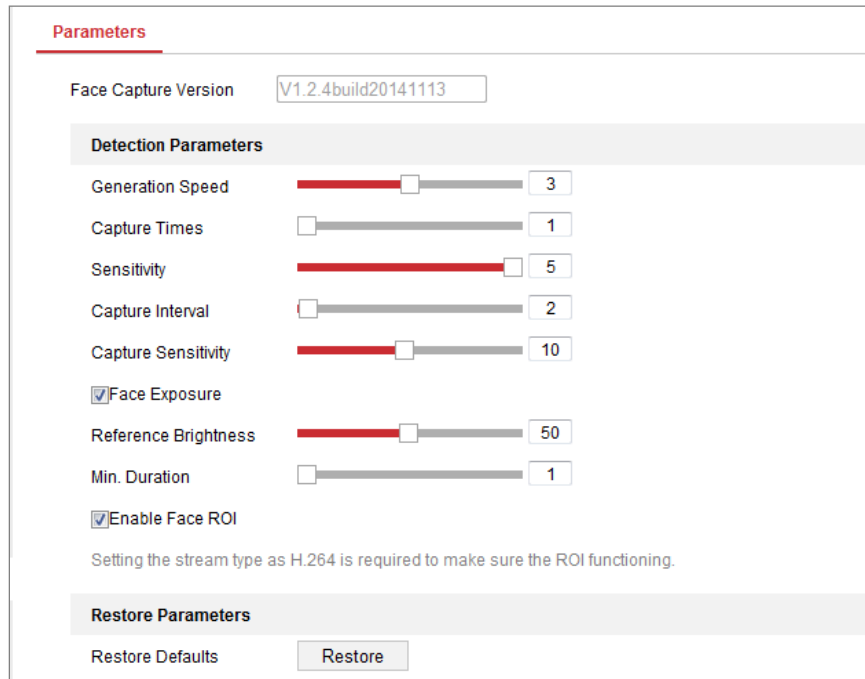 Parameters
Face Capture Version V1.2.4build20141113
Detection Parameters
Generation Speed 3
Capture Times 1
Sensitivity 5
Capture Interval 2
Capture Sensitivity 10
Face Exposure
Reference Brightness 50
Min. Duration 1
Enable Face ROI
Setting the stream type as H.264 is required to make sure the ROI functioning.
Restore Parameters
Restore Defaults Restore